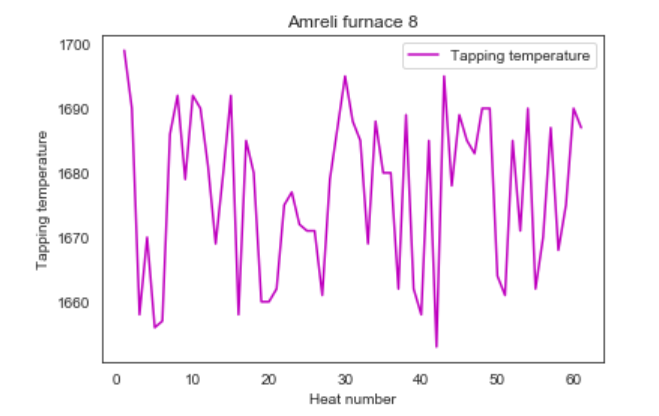 Amreli furnace 8
Tapping temperature
Tapping temperature
1700
1690
1680
1670
1660
0 10 20 30 40 50 60
Heat number